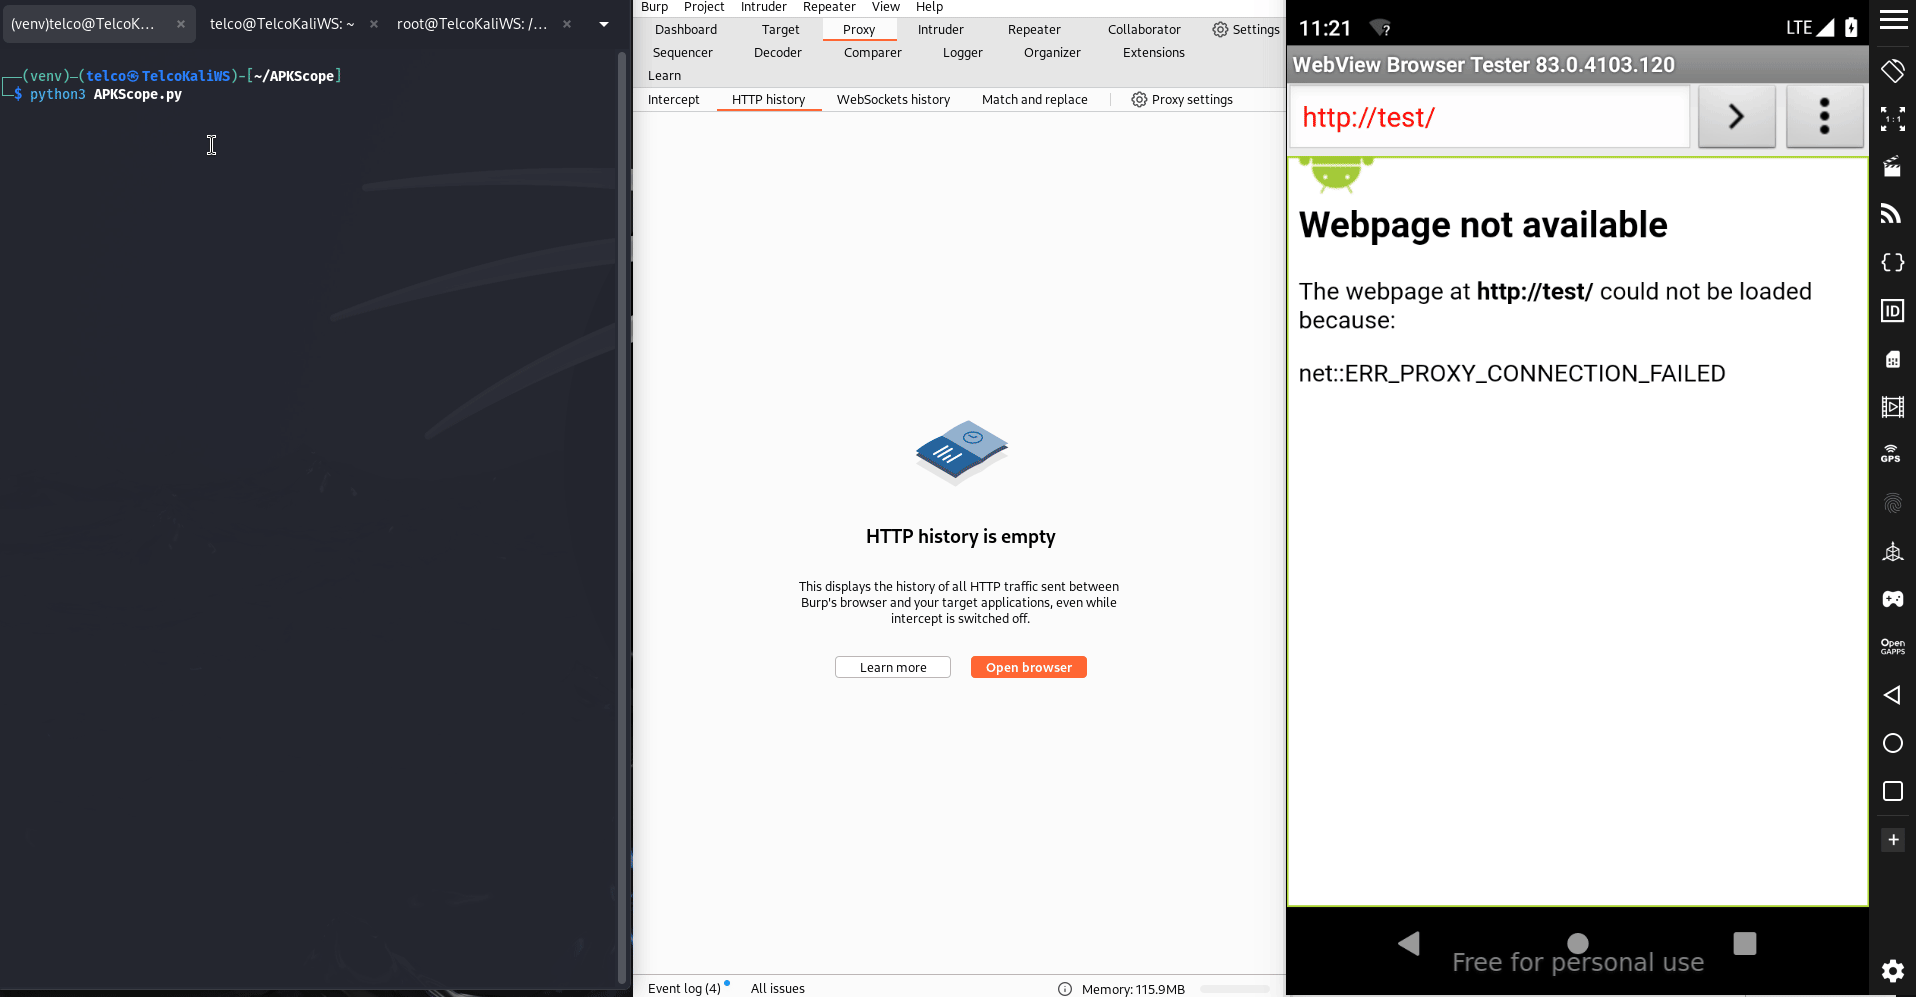 (venv)telco@TelcoK... × telco@TelcoKaliWS: ~ × root@TelcoKaliWS: /... ×
(venv)-(telco㉿TelcoKaliWS)-[~/APKScope]
$ python3 APKScope.py
Burp Project Intruder Repeater View Help
Dashboard Target Proxy Intruder Repeater Collaborator Settings
Sequencer Decoder Comparer Logger Organizer Extensions
Learn
Intercept HTTP history WebSockets history Match and replace Proxy settings
HTTP history is empty
This displays the history of all HTTP traffic sent between
Burp's browser and your target applications, even while
intercept is switched off.
Learn more Open browser
Event log (4) All issues Memory: 115.9MB
11:21 ? LTE
WebView Browser Tester 83.0.4103.120
http://test/
Webpage not available
The webpage at http://test/ could not be loaded
because:
net::ERR_PROXY_CONNECTION_FAILED
Free for personal use
1:1
ID
GPS
Open
GAPPS